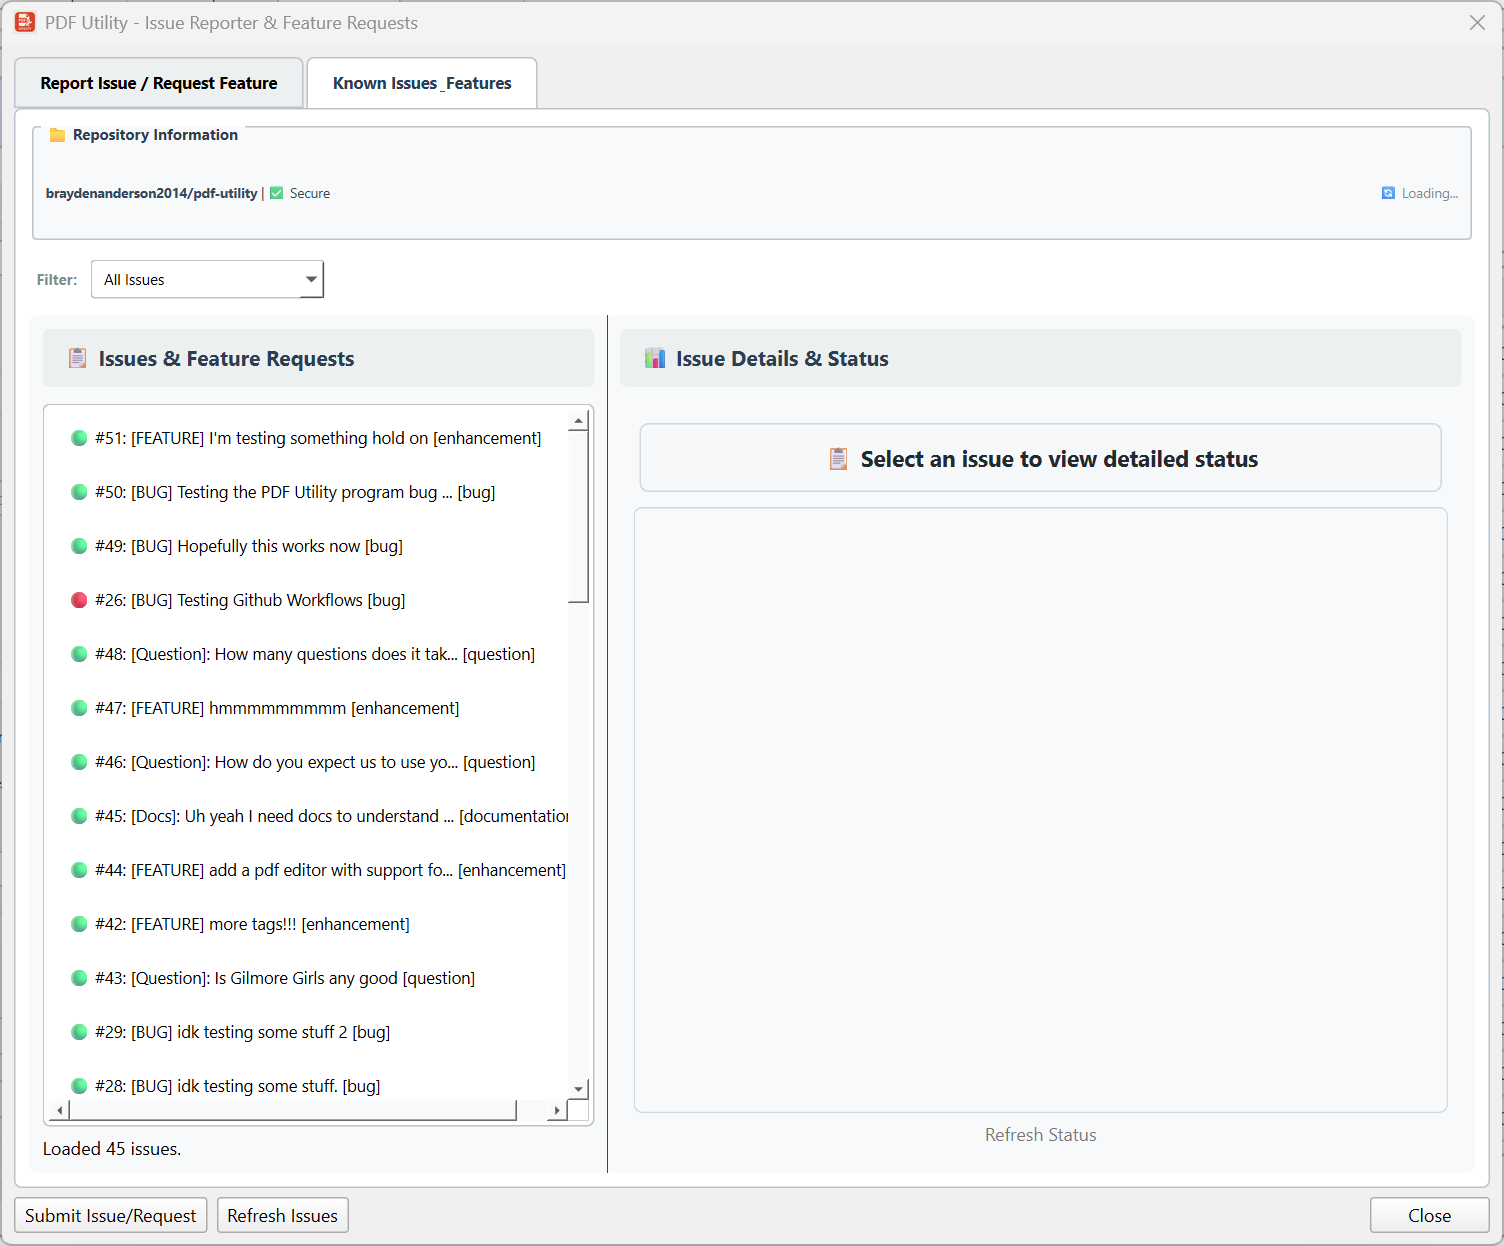 PDF Utility - Issue Reporter & Feature Requests
Report Issue / Request Feature
Known Issues _Features
Repository Information
braydenanderson2014/pdf-utility | Secure
Loading...
Filter:
All Issues
Issues & Feature Requests
#51: [FEATURE] I'm testing something hold on [enhancement]
#50: [BUG] Testing the PDF Utility program bug ... [bug]
#49: [BUG] Hopefully this works now [bug]
#26: [BUG] Testing Github Workflows [bug]
#48: [Question]: How many questions does it tak... [question]
#47: [FEATURE] hmmmmmmmmm [enhancement]
#46: [Question]: How do you expect us to use yo... [question]
#45: [Docs]: Uh yeah I need docs to understand ... [documentation
#44: [FEATURE] add a pdf editor with support fo... [enhancement]
#42: [FEATURE] more tags!!! [enhancement]
#43: [Question]: Is Gilmore Girls any good [question]
#29: [BUG] idk testing some stuff 2 [bug]
#28: [BUG] idk testing some stuff. [bug]
Loaded 45 issues.
Issue Details & Status
Select an issue to view detailed status
Refresh Status
Submit Issue/Request
Refresh Issues
Close